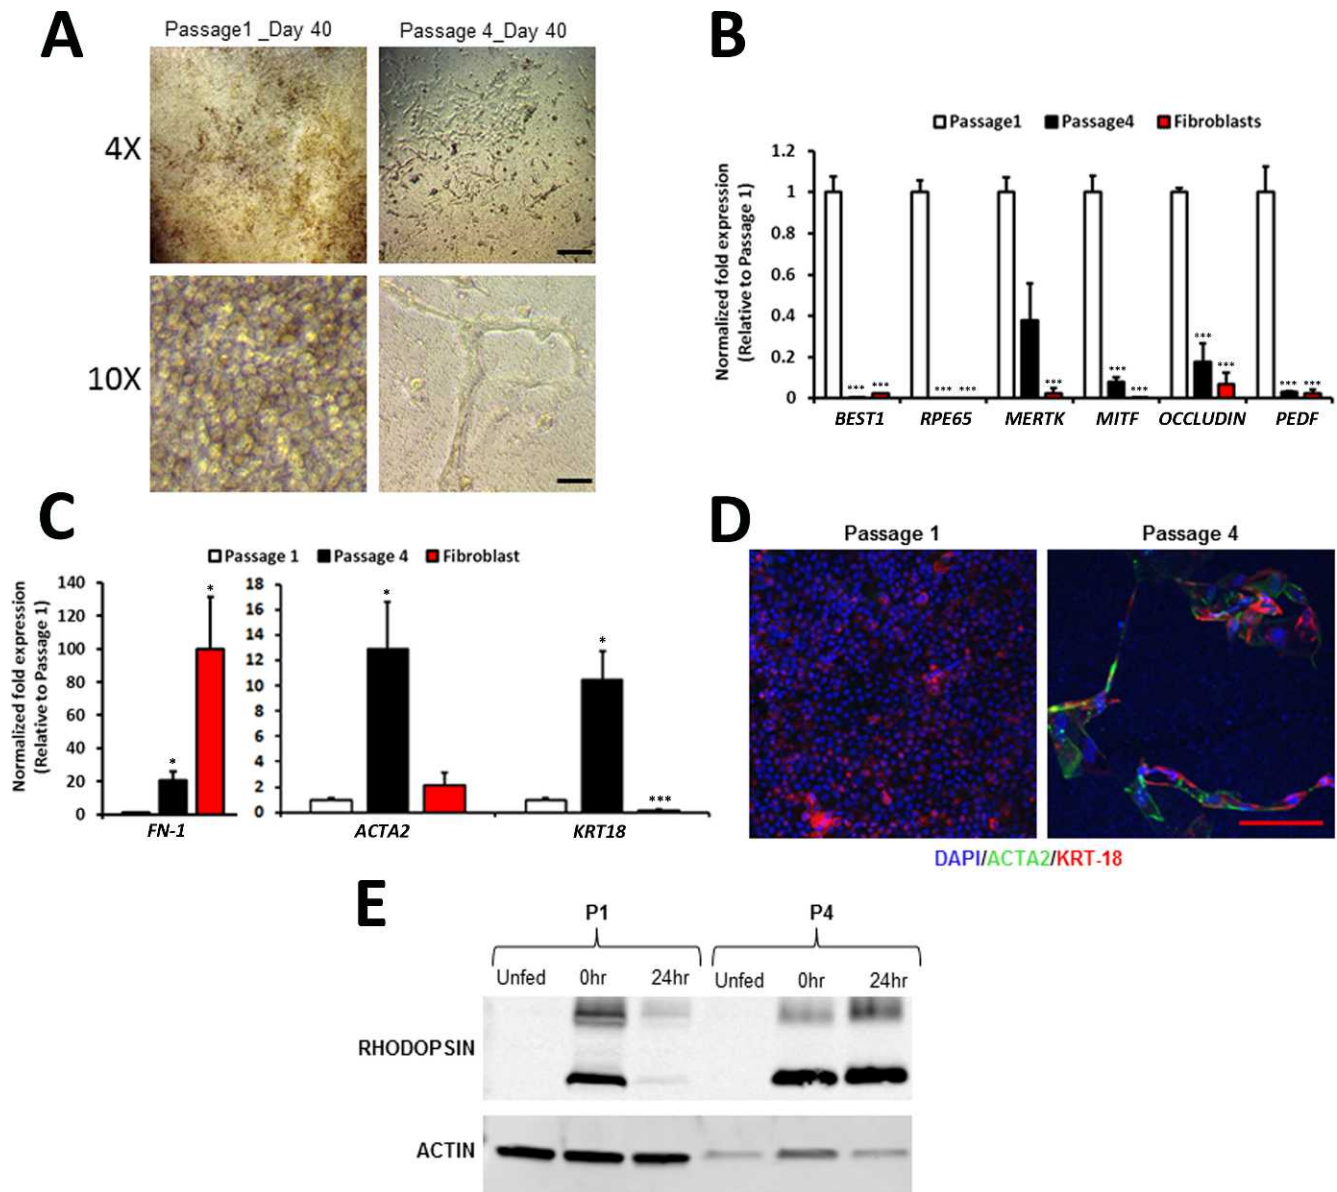 A
Passage1 _Day 40
Passage 4_Day 40
4X
10X
B
Passage1
Passage4
Fibroblasts
Normalized fold expression
(Relative to Passage 1)
1.2
1
0.8
0.6
0.4
0.2
0
*** ***
*** ***
***
***
***
***
***
*** ***
BEST1
RPE65
MERTK
MITF
OCCLUDIN
PEDF
C
Passage 1
Passage 4
Fibroblast
Normalized fold expression
(Relative to Passage 1)
140
120
100
80
60
40
20
0
*
*
FN-1
18
16
14
12
10
8
6
4
2
0
*
*
***
ACTA2
KRT18
D
Passage 1
Passage 4
DAPI/ACTA2/KRT-18
E
P1
P4
Unfed
0hr
24hr
Unfed
0hr
24hr
RHODOPSIN
ACTIN